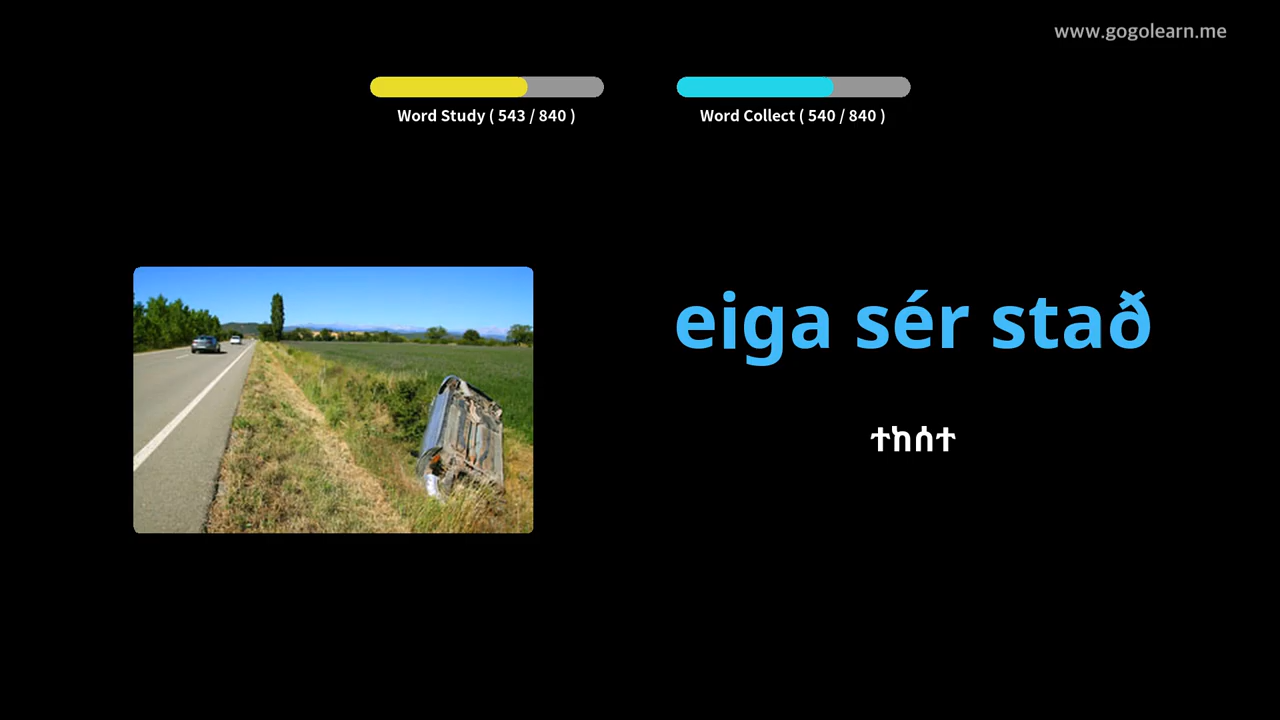 www.gogolearn.me
Word Study ( 543 / 840 )
Word Collect ( 540 / 840 )
eiga sér stað
ተከሰተ